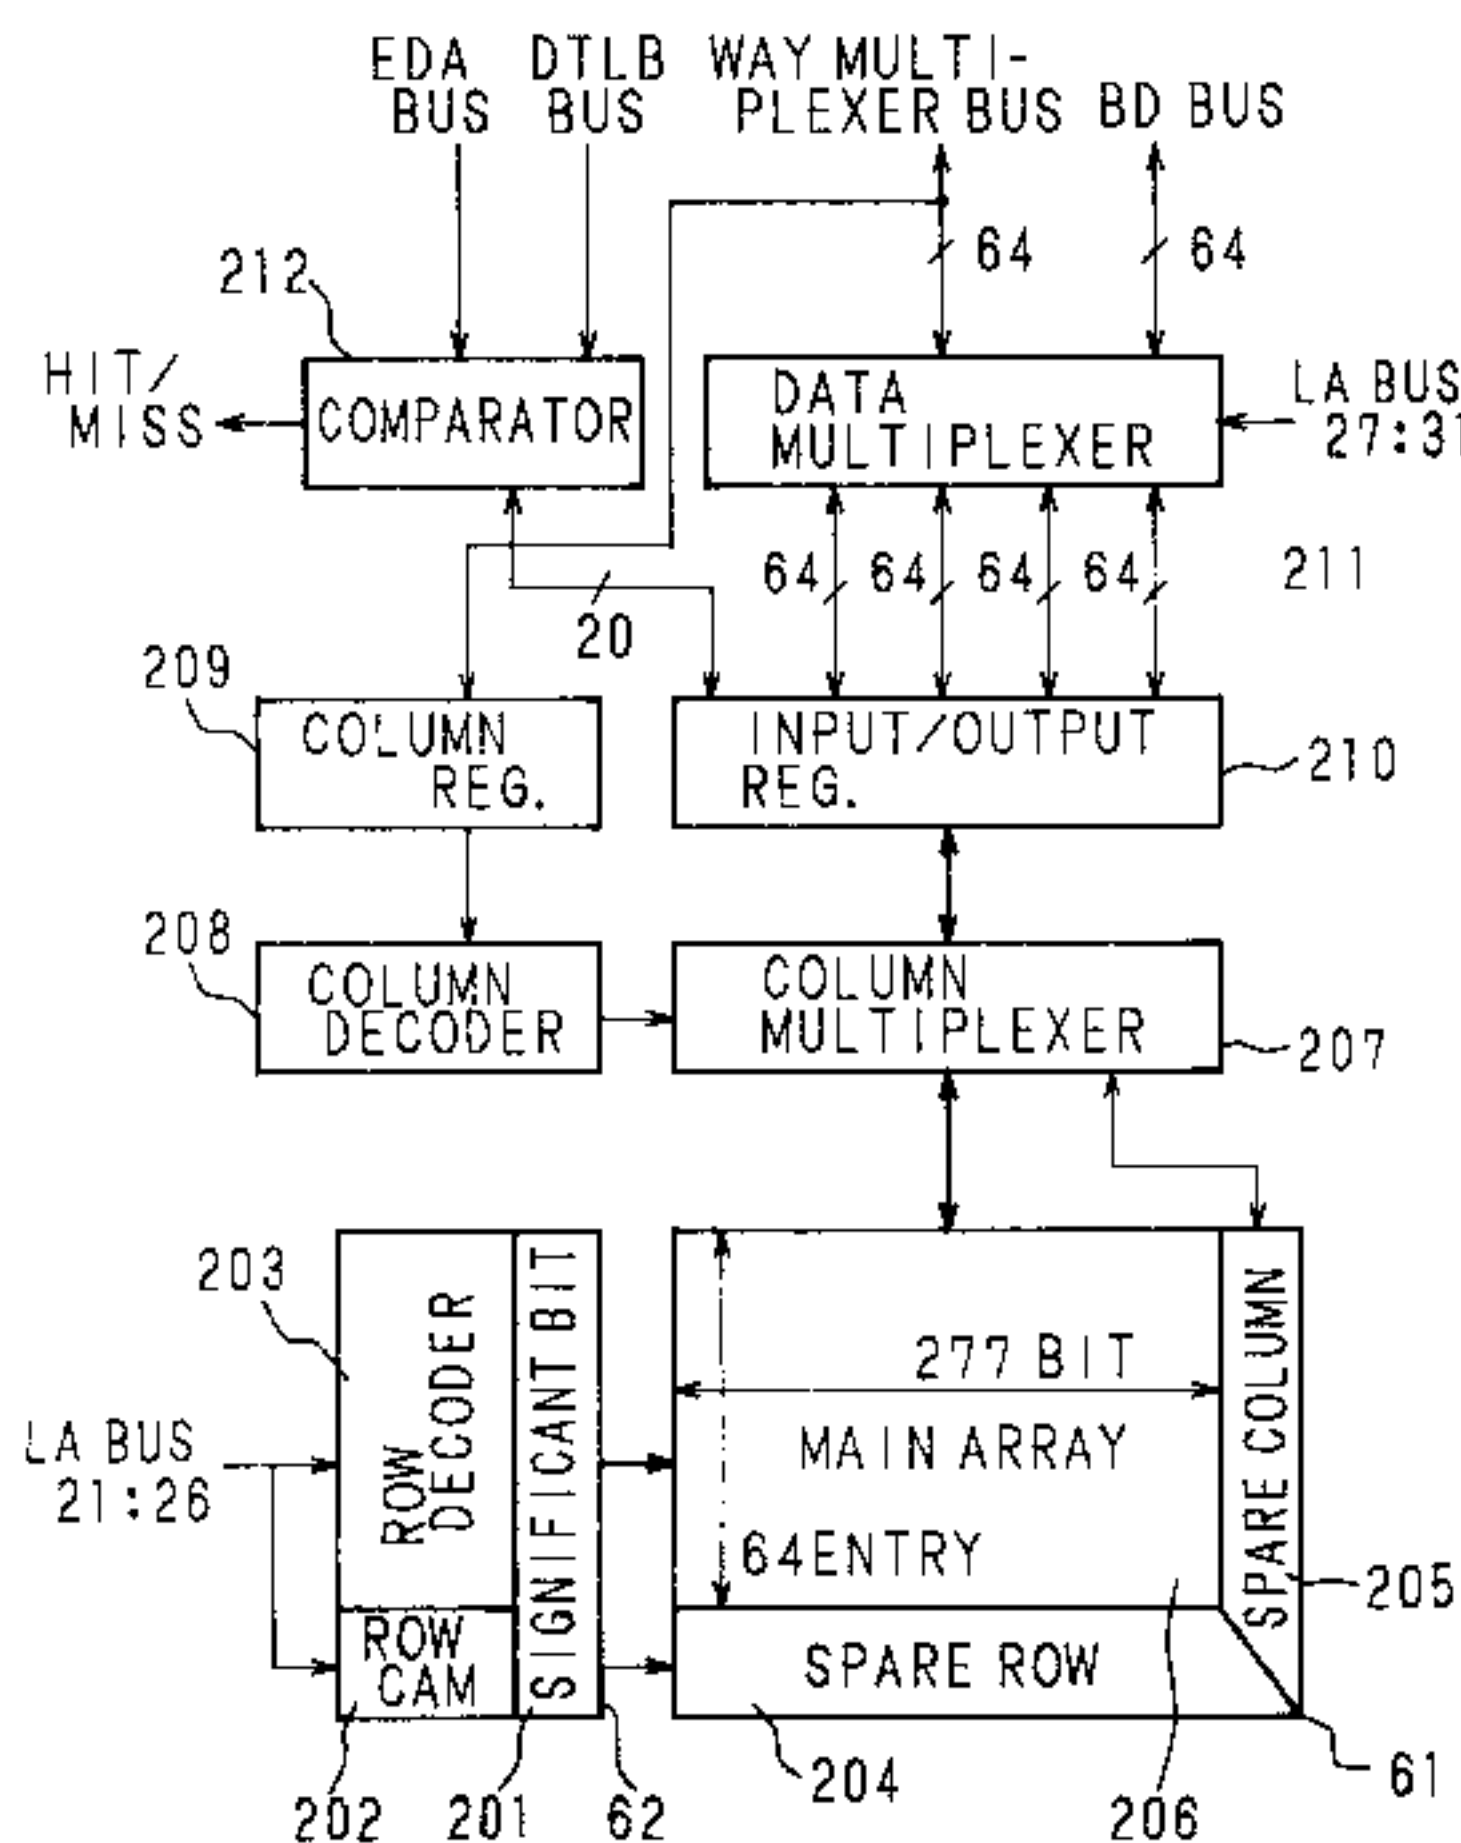 EDA
BUS
DTLB
BUS
WAY MULTI-
PLEXER BUS
BD BUS
64
64
212
HIT/
MISS
COMPARATOR
DATA
MULTIPLEXER
LA BUS
27:31
64
64
64
64
211
20
209
COLUMN
REG.
INPUT/OUTPUT
REG.
210
208
COLUMN
DECODER
COLUMN
MULTIPLEXER
207
203
ROW
DECODER
SIGNIFICANT BIT
277 BIT
MAIN ARRAY
64ENTRY
SPARE COLUMN
LA BUS
21:26
205
ROW
CAM
SPARE ROW
202
201
62
204
206
61